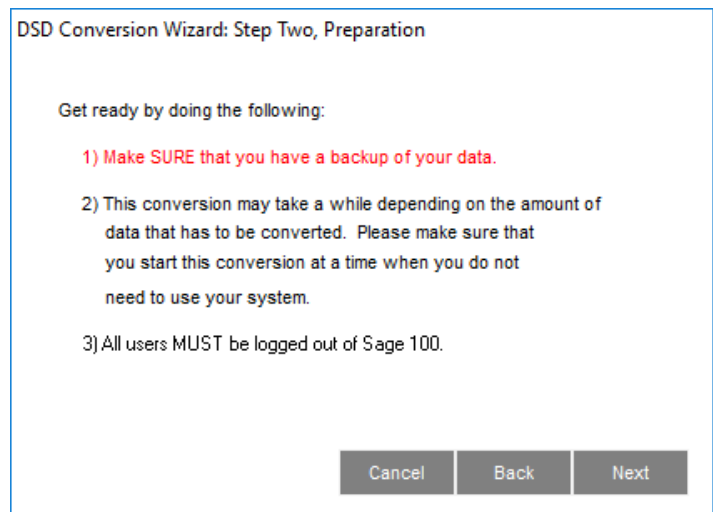 DSD Conversion Wizard: Step Two, Preparation
Get ready by doing the following:
1) Make SURE that you have a backup of your data.
2) This conversion may take a while depending on the amount of
data that has to be converted.  Please make sure that
you start this conversion at a time when you do not
need to use your system.
3) All users MUST be logged out of Sage 100.
Cancel Back Next